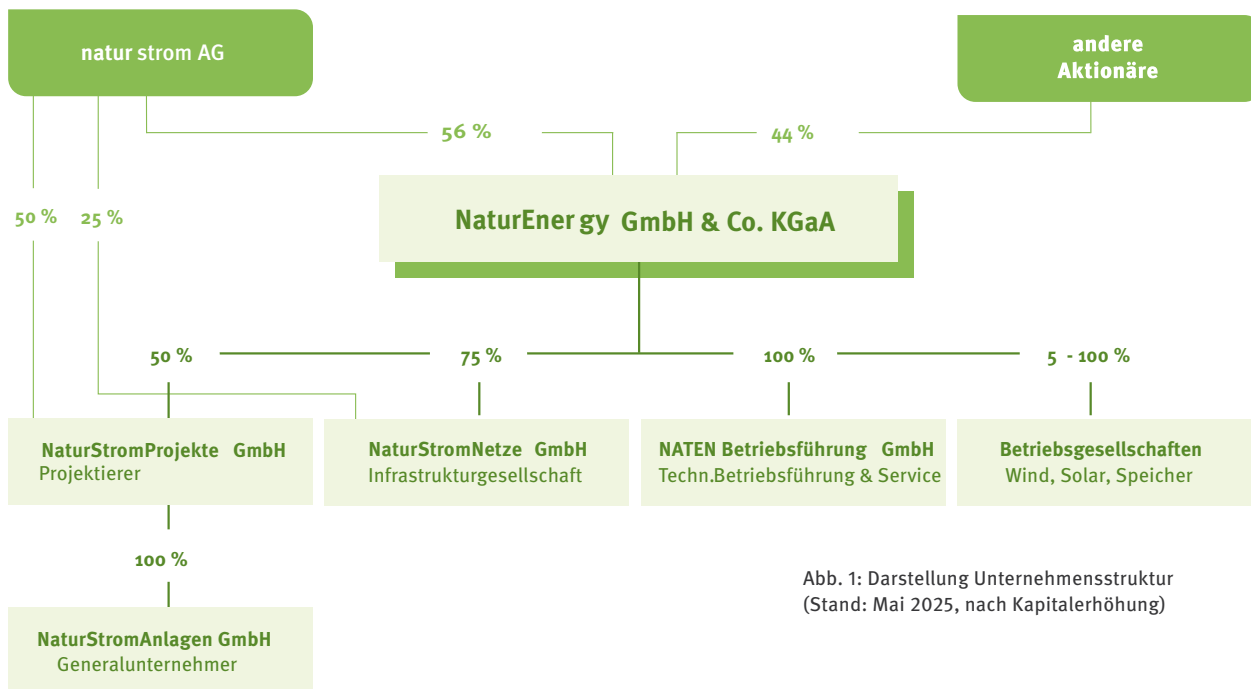 naturstrom AG
andere
Aktionäre
56 %
44 %
50 %
25 %
NaturEnergy GmbH & Co. KGaA
50 %
75 %
100 %
5 - 100 %
NaturStromProjekte GmbH
Projektierer
NaturStromNetze GmbH
Infrastrukturgesellschaft
NATEN Betriebsführung GmbH
Techn.Betriebsführung & Service
Betriebsgesellschaften
Wind, Solar, Speicher
100 %
NaturStromAnlagen GmbH
Generalunternehmer
Abb. 1: Darstellung Unternehmensstruktur
(Stand: Mai 2025, nach Kapitalerhöhung)